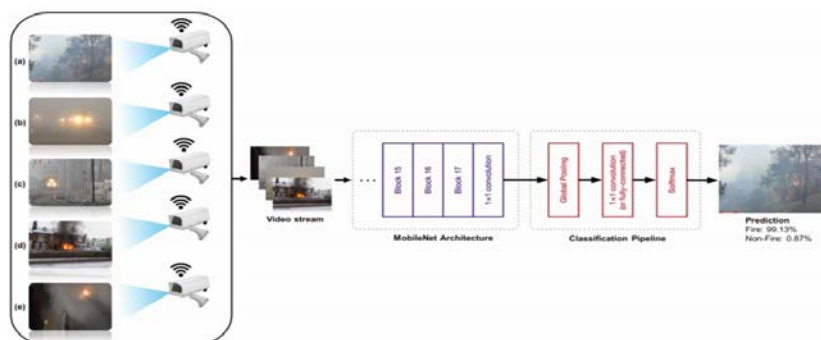 (a)
(b)
(c)
(d)
(e)
Video stream
. . .
Block 15
Block 16
Block 17
1×1 convolution
MobileNet Architecture
Global Pooling
1×1 convolution
(or fully-connected)
Softmax
Classification Pipeline
Prediction
Fire: 99.13%
Non-Fire: 0.87%